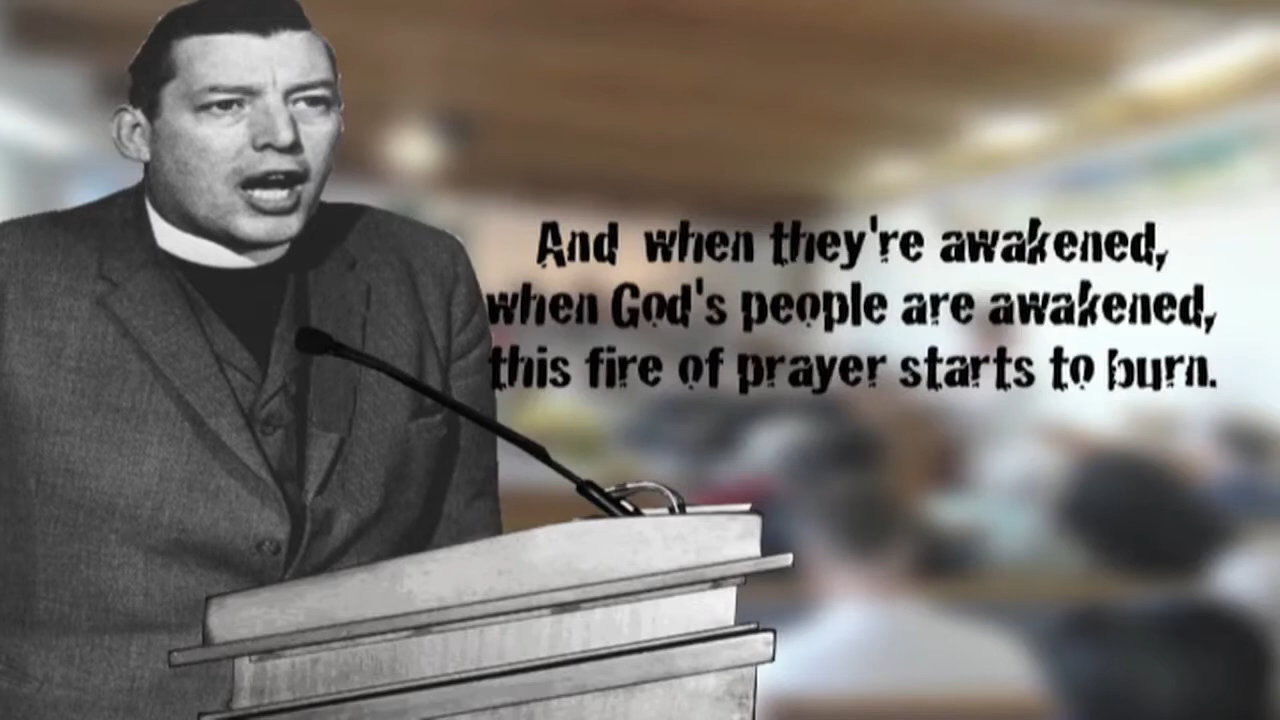 And when they're awakened,
when God's people are awakened,
this fire of prayer starts to burn.